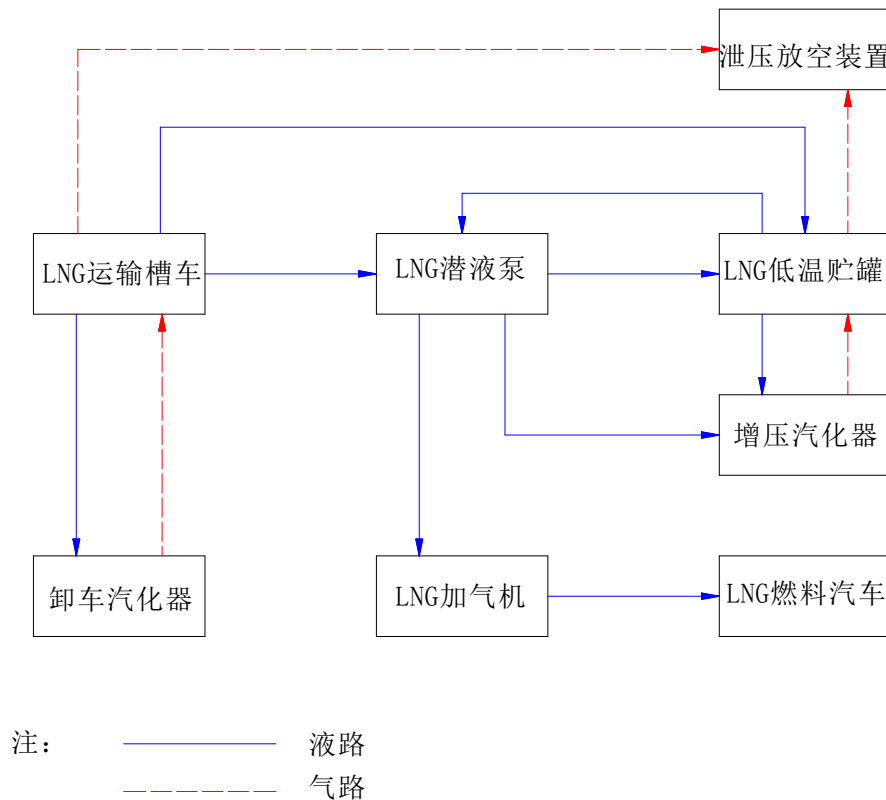 泄压放空装置
LNG运输槽车
LNG潜液泵
LNG低温贮罐
增压汽化器
卸车汽化器
LNG加气机
LNG燃料汽车
注:
液路
气路